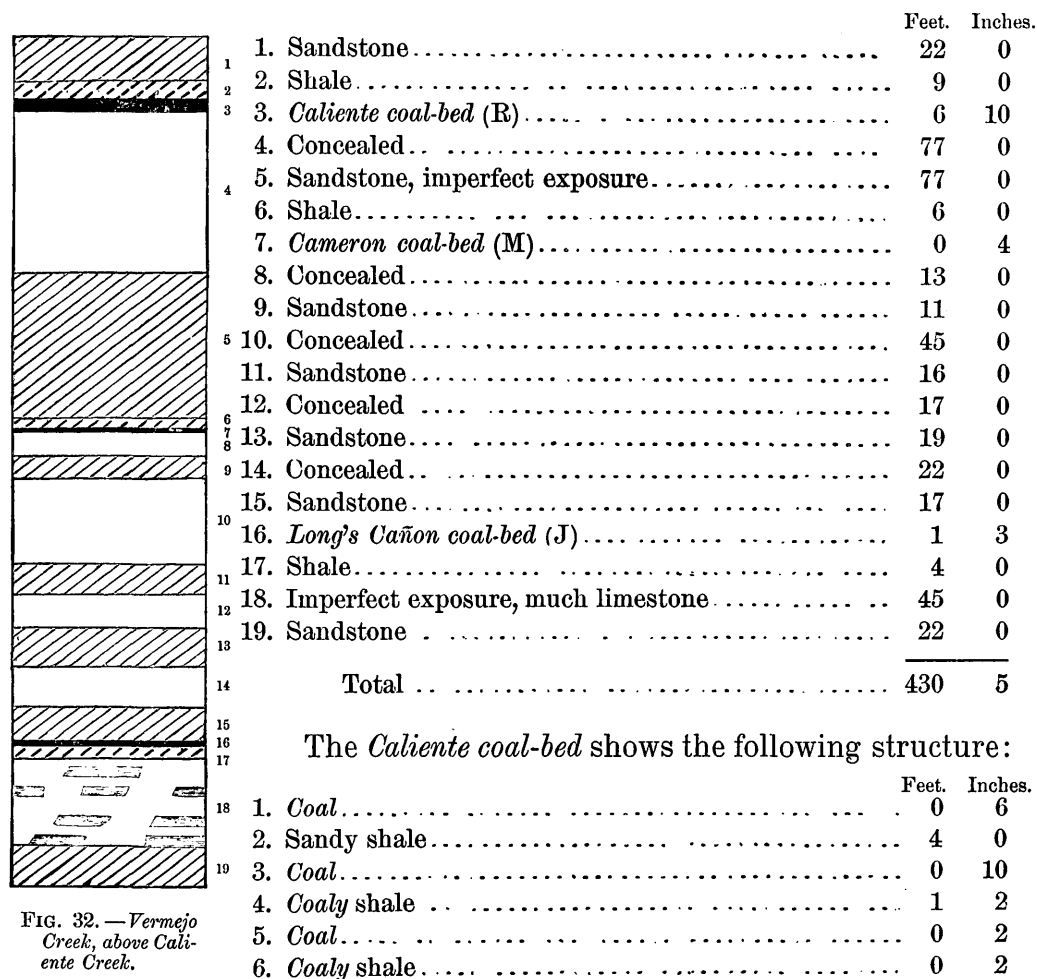 Feet. Inches.
1. Sandstone 22 0
2. Shale 9 0
3. Caliente coal-bed (R) 6 10
4. Concealed 77 0
5. Sandstone, imperfect exposure 77 0
6. Shale 6 0
7. Cameron coal-bed (M) 0 4
8. Concealed 13 0
9. Sandstone 11 0
10. Concealed 45 0
11. Sandstone 16 0
12. Concealed 17 0
13. Sandstone 19 0
14. Concealed 22 0
15. Sandstone 17 0
16. Long's Cañon coal-bed (J) 1 3
17. Shale 4 0
18. Imperfect exposure, much limestone 45 0
19. Sandstone 22 0
Total 430 5
The Caliente coal-bed shows the following structure:
Feet. Inches.
1. Coal 0 6
2. Sandy shale 4 0
3. Coal 0 10
4. Coaly shale 1 2
5. Coal 0 2
6. Coaly shale 0 2
1
2
3
4
5
6
7
8
9
10
11
12
13
14
15
16
17
18
19
FIG. 32.—Vermejo
Creek, above Cali-
ente Creek.